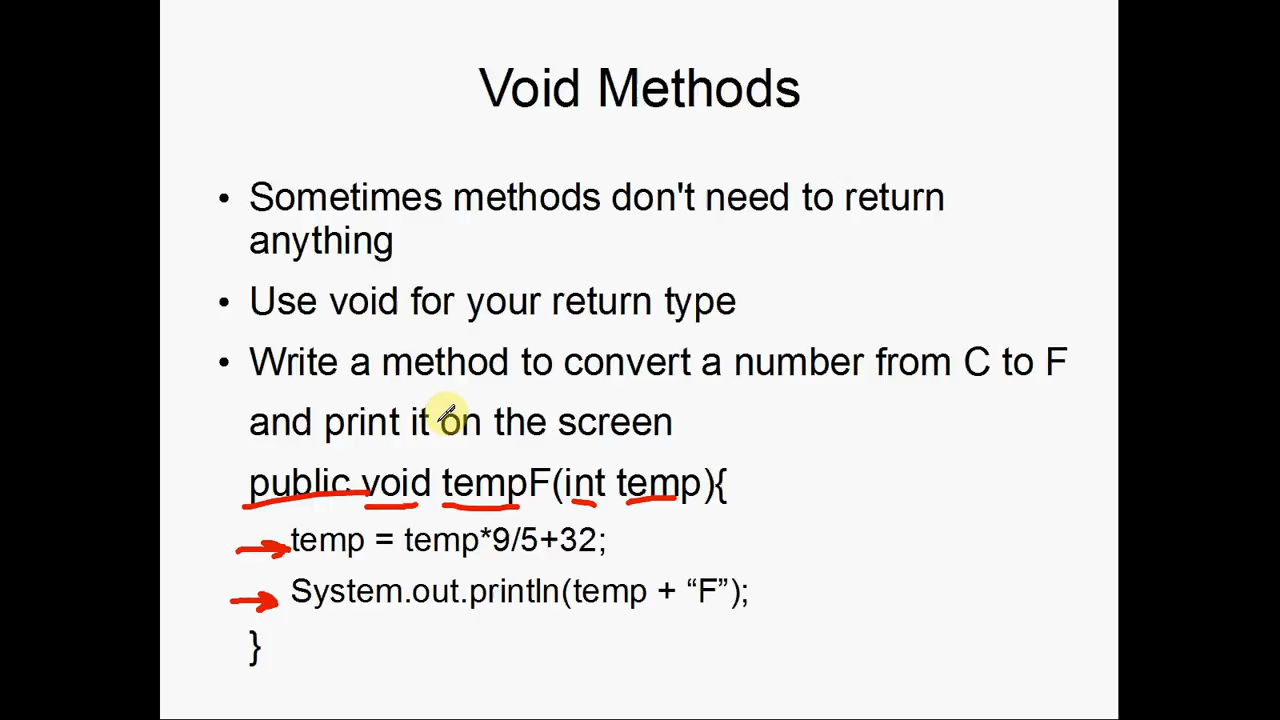 Void Methods
• Sometimes methods don't need to return
anything
• Use void for your return type
• Write a method to convert a number from C to F
and print it on the screen
public void tempF(int temp){
temp = temp*9/5+32;
System.out.println(temp + “F”);
}